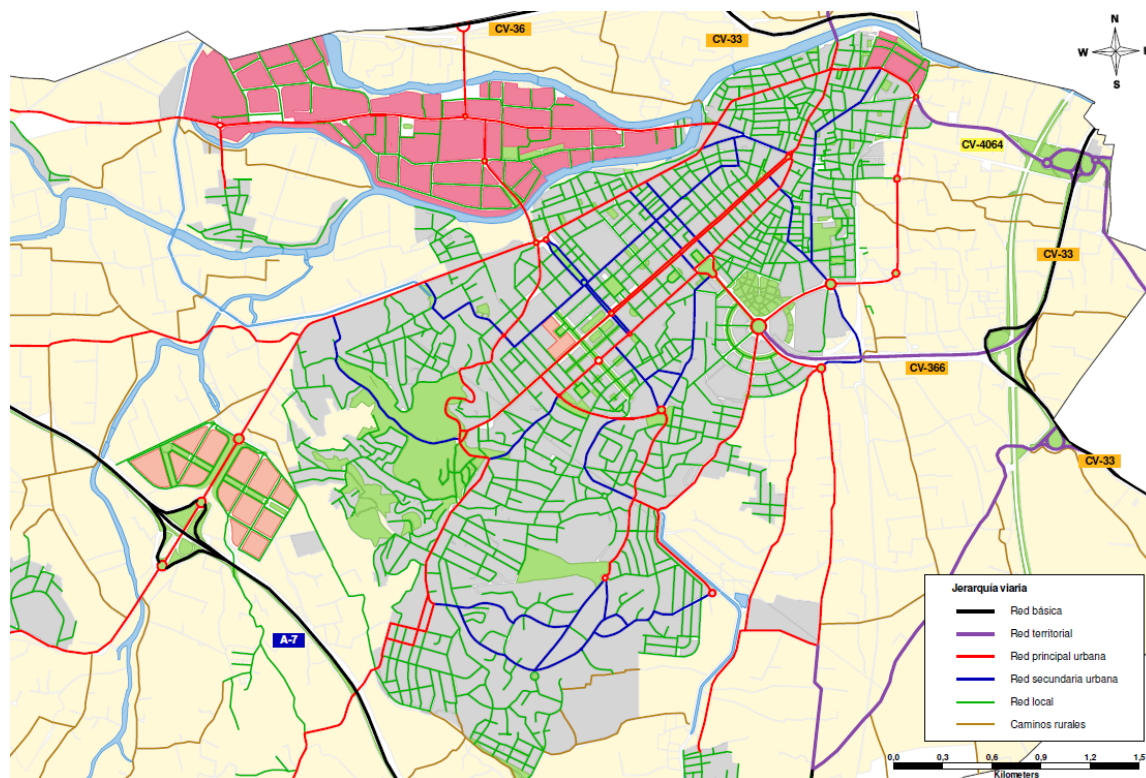 CV-36
CV-33
N
W
S
CV-4064
CV-33
CV-366
CV-33
A-7
Jerarquía viaria
Red básica
Red territorial
Red principal urbana
Red secundaria urbana
Red local
Caminos rurales
0,0 0,3 0,6 0,9 1,2 1,5
Kilometers